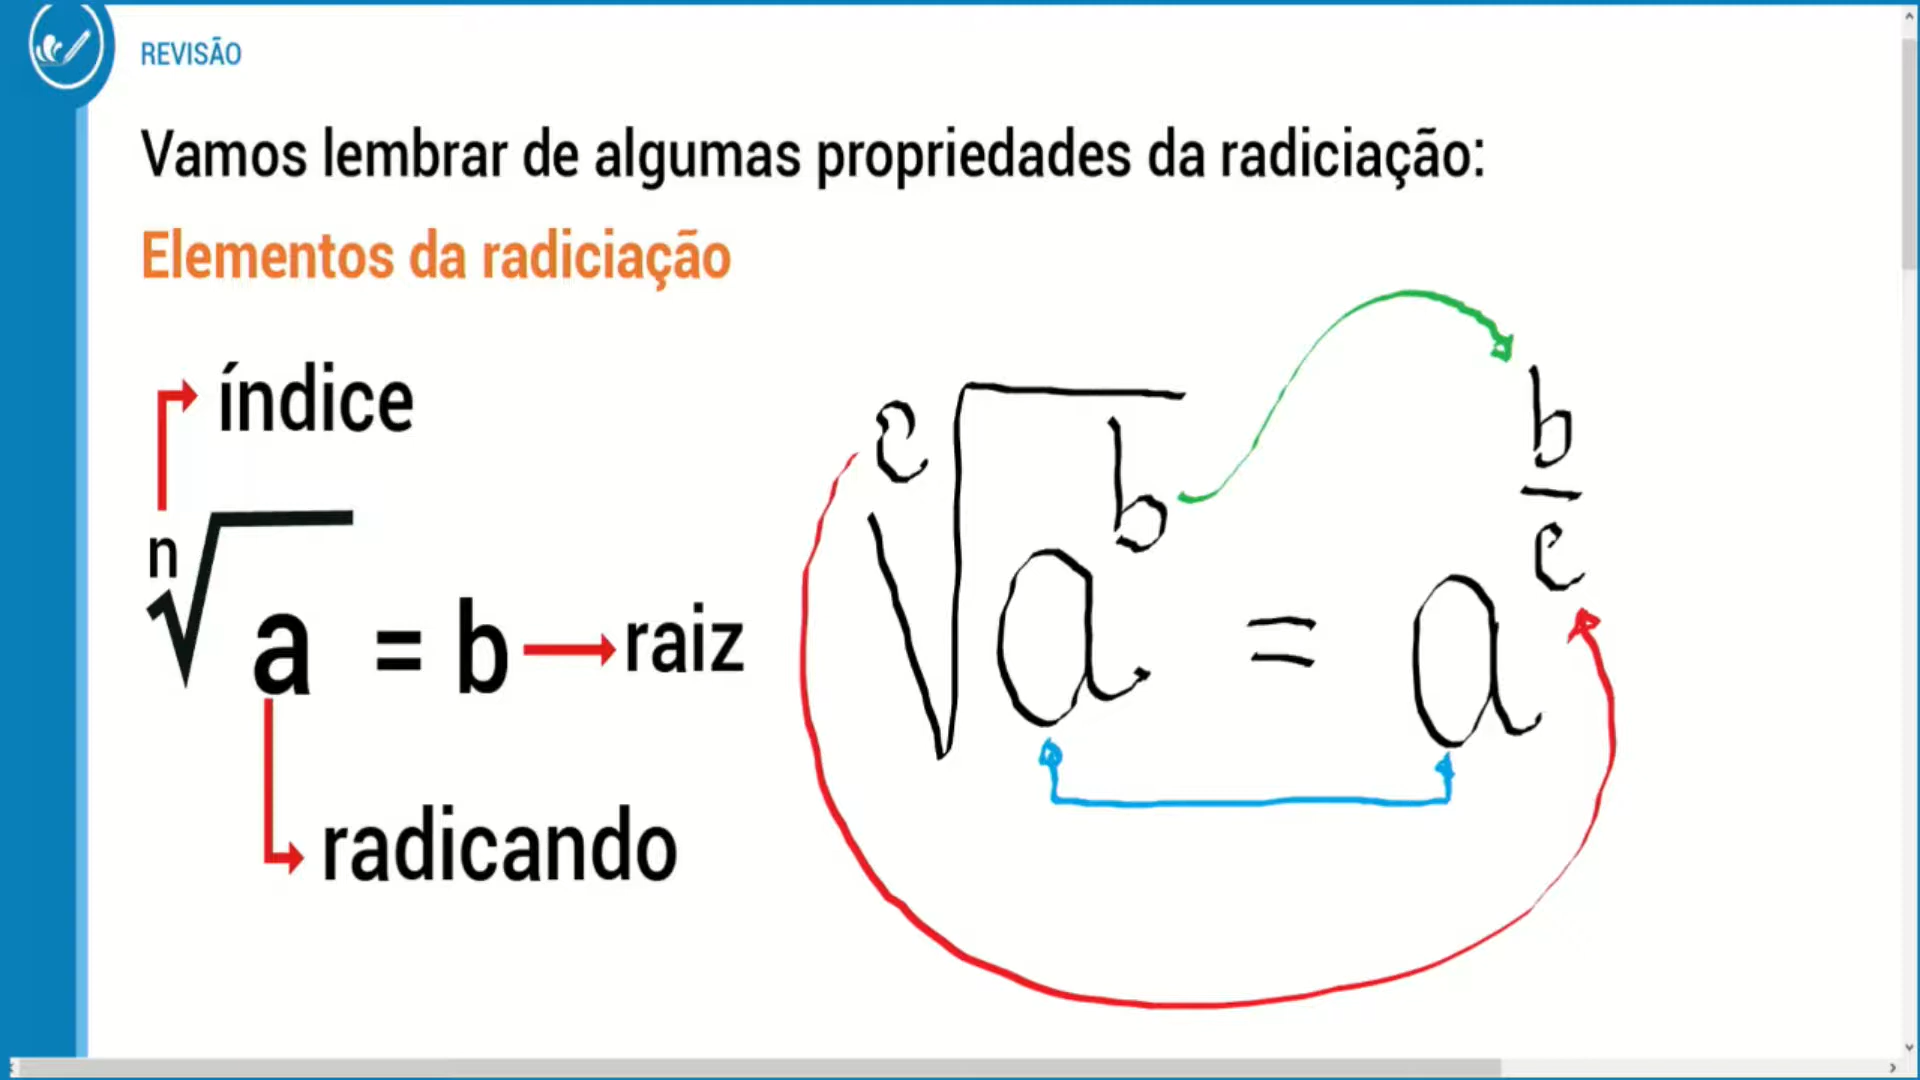 REVISÃO
Vamos lembrar de algumas propriedades da radiciação:
Elementos da radiciação
índice
n√a = b → raiz
radicando
c√a^b = a^(b/c)